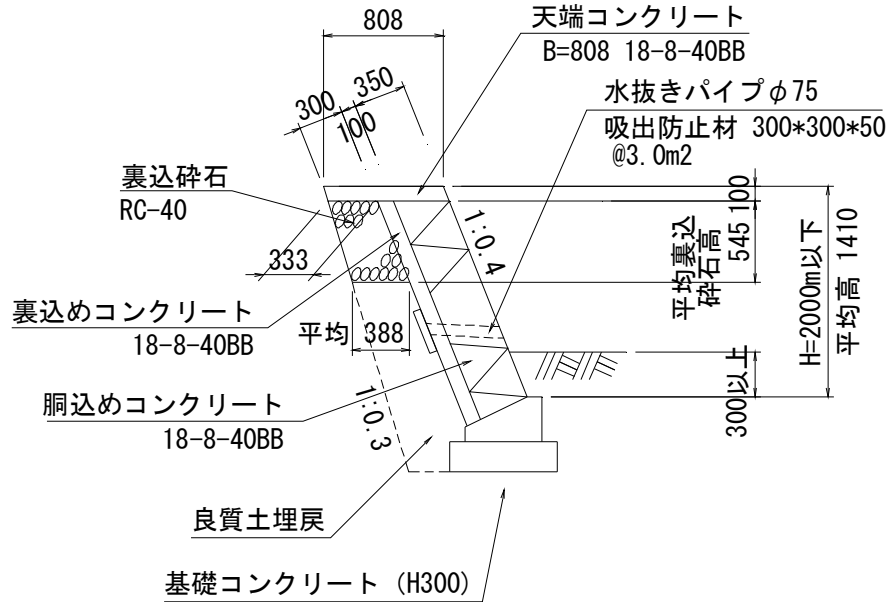 808
天端コンクリート
B=808 18-8-40BB
300
100
350
水抜きパイプφ75
吸出防止材 300*300*50
@3.0m2
裏込砕石
RC-40
333
1:0.4
平均裏込
砕石高
545
100
H=2000m以下
平均高 1410
裏込めコンクリート
18-8-40BB
平均 388
300以上
胴込めコンクリート
18-8-40BB
1:0.3
良質土埋戻
基礎コンクリート (H300)